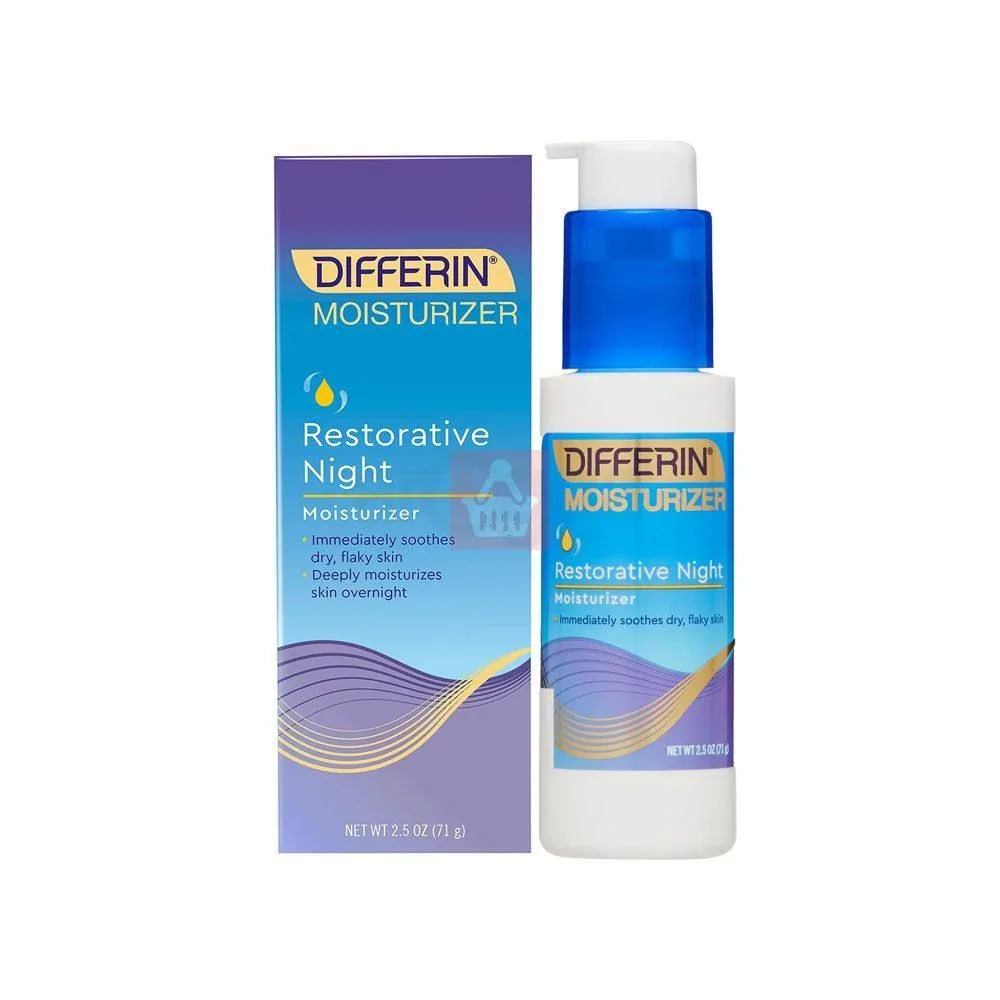 DIFFERIN®
MOISTURIZER
Restorative
Night
Moisturizer
• Immediately soothes
dry, flaky skin
• Deeply moisturizes
skin overnight
NET WT 2.5 OZ (71 g)
DIFFERIN®
MOISTURIZER
Restorative Night
Moisturizer
• Immediately soothes dry, flaky skin
NET WT 2.5 OZ (71 g)